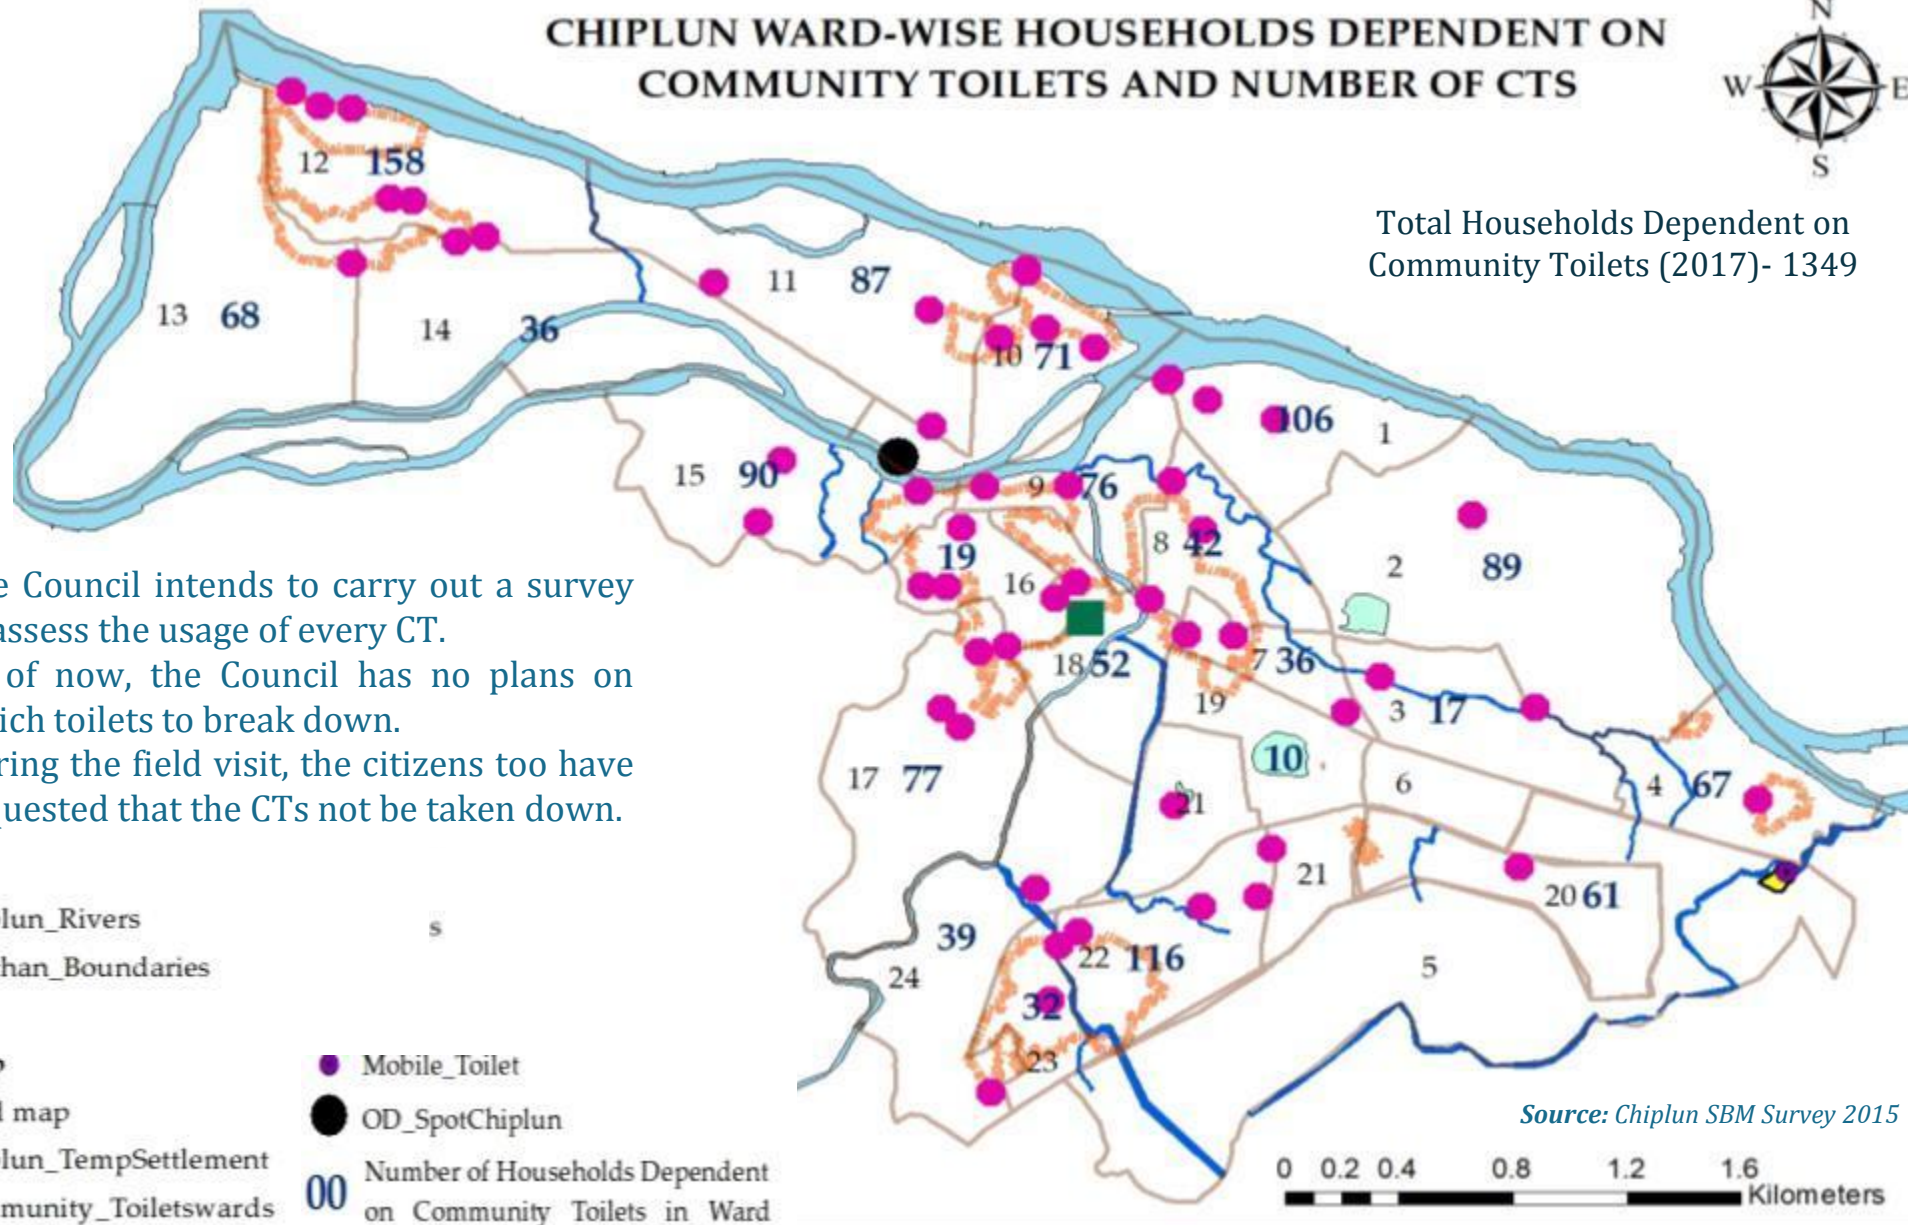 CHIPLUN WARD-WISE HOUSEHOLDS DEPENDENT ON
COMMUNITY TOILETS AND NUMBER OF CTS
N
W
E
S
Total Households Dependent on
Community Toilets (2017)- 1349
12 158
13 68
14 36
11 87
10 71
106 1
15 90
9 76
8 42
2 89
19
16
18 52
7 36
19
3 17
10
17 77
6
4 67
21
21
20 61
39
22 116
24
5
32
23
e Council intends to carry out a survey
assess the usage of every CT.
of now, the Council has no plans on
ich toilets to break down.
ring the field visit, the citizens too have
uested that the CTs not be taken down.
lun_Rivers
s
han_Boundaries
Mobile_Toilet
map
OD_SpotChiplun
lun_TempSettlement
munity_Toiletswards
00 Number of Households Dependent
on Community Toilets in Ward
Source: Chiplun SBM Survey 2015
0 0.2 0.4 0.8 1.2 1.6
Kilometers